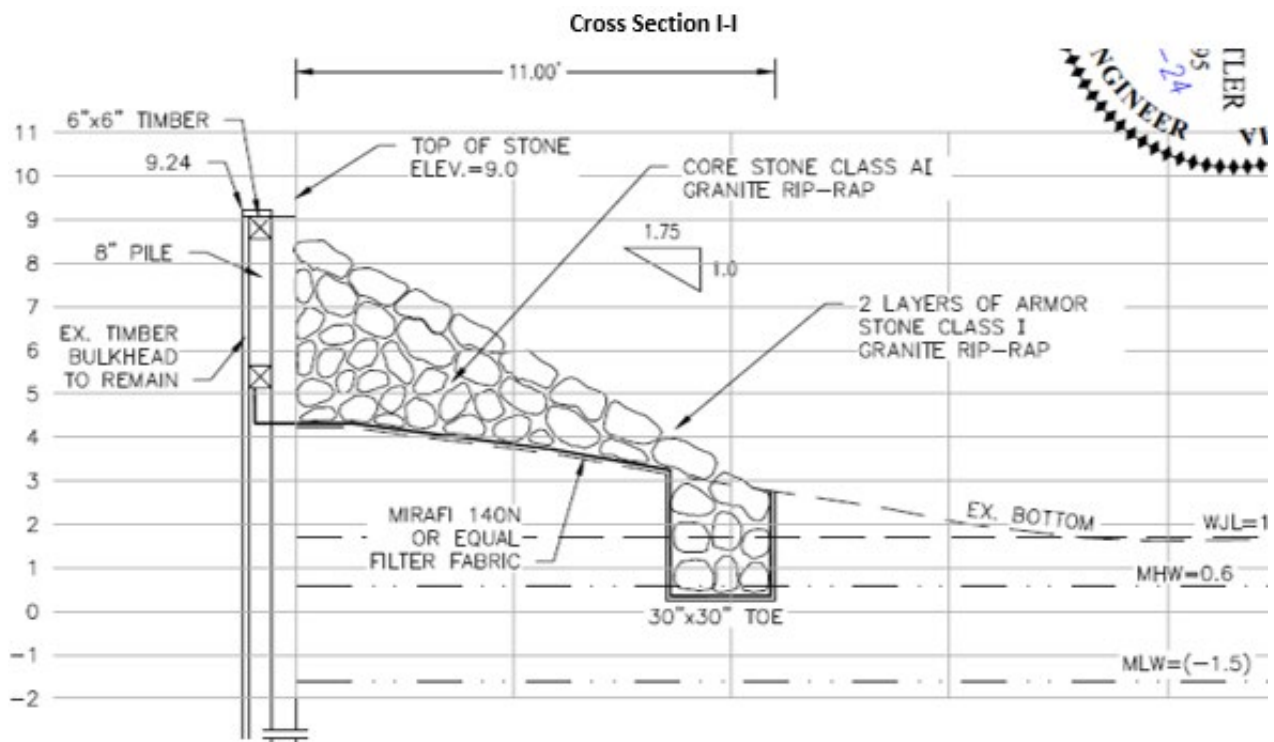 Cross Section I-I
11.00'
TLER
95
-24
NGINEER
6"x6" TIMBER
9.24
TOP OF STONE
ELEV.=9.0
CORE STONE CLASS AI
GRANITE RIP-RAP
8" PILE
1.75
1.0
EX. TIMBER
BULKHEAD
TO REMAIN
2 LAYERS OF ARMOR
STONE CLASS I
GRANITE RIP-RAP
MIRAFI 140N
OR EQUAL
FILTER FABRIC
EX. BOTTOM
WJL=1
MHW=0.6
30"x30" TOE
MLW=(-1.5)
11
10
9
8
7
6
5
4
3
2
1
0
-1
-2